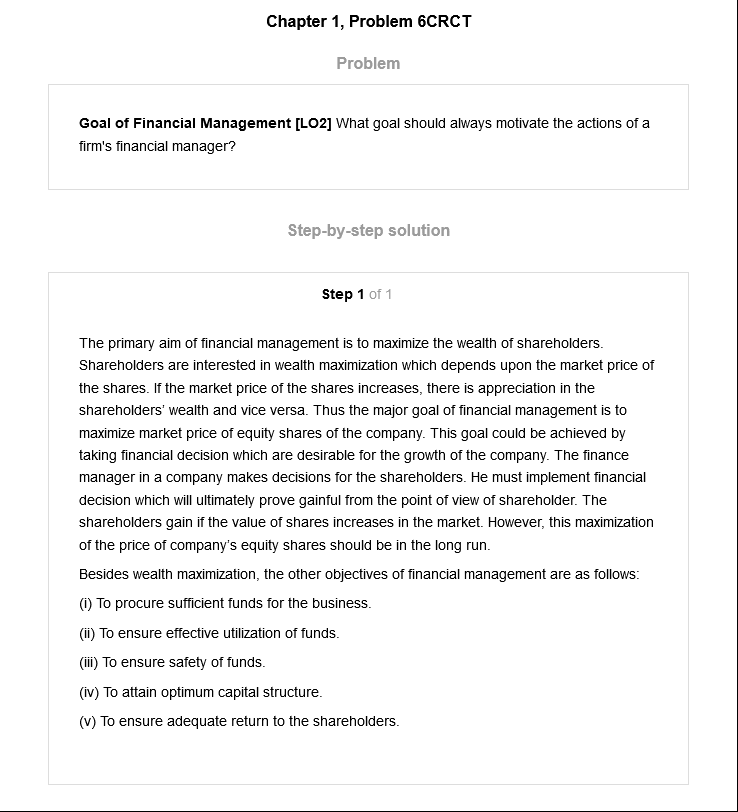 Chapter 1, Problem 6CRCT
Problem
Goal of Financial Management [LO2] What goal should always motivate the actions of a
firm's financial manager?
Step-by-step solution
Step 1 of 1
The primary aim of financial management is to maximize the wealth of shareholders.
Shareholders are interested in wealth maximization which depends upon the market price of
the shares. If the market price of the shares increases, there is appreciation in the
shareholders' wealth and vice versa. Thus the major goal of financial management is to
maximize market price of equity shares of the company. This goal could be achieved by
taking financial decision which are desirable for the growth of the company. The finance
manager in a company makes decisions for the shareholders. He must implement financial
decision which will ultimately prove gainful from the point of view of shareholder. The
shareholders gain if the value of shares increases in the market. However, this maximization
of the price of company's equity shares should be in the long run.
Besides wealth maximization, the other objectives of financial management are as follows:
(i) To procure sufficient funds for the business.
(ii) To ensure effective utilization of funds.
(iii) To ensure safety of funds.
(iv) To attain optimum capital structure.
(v) To ensure adequate return to the shareholders.